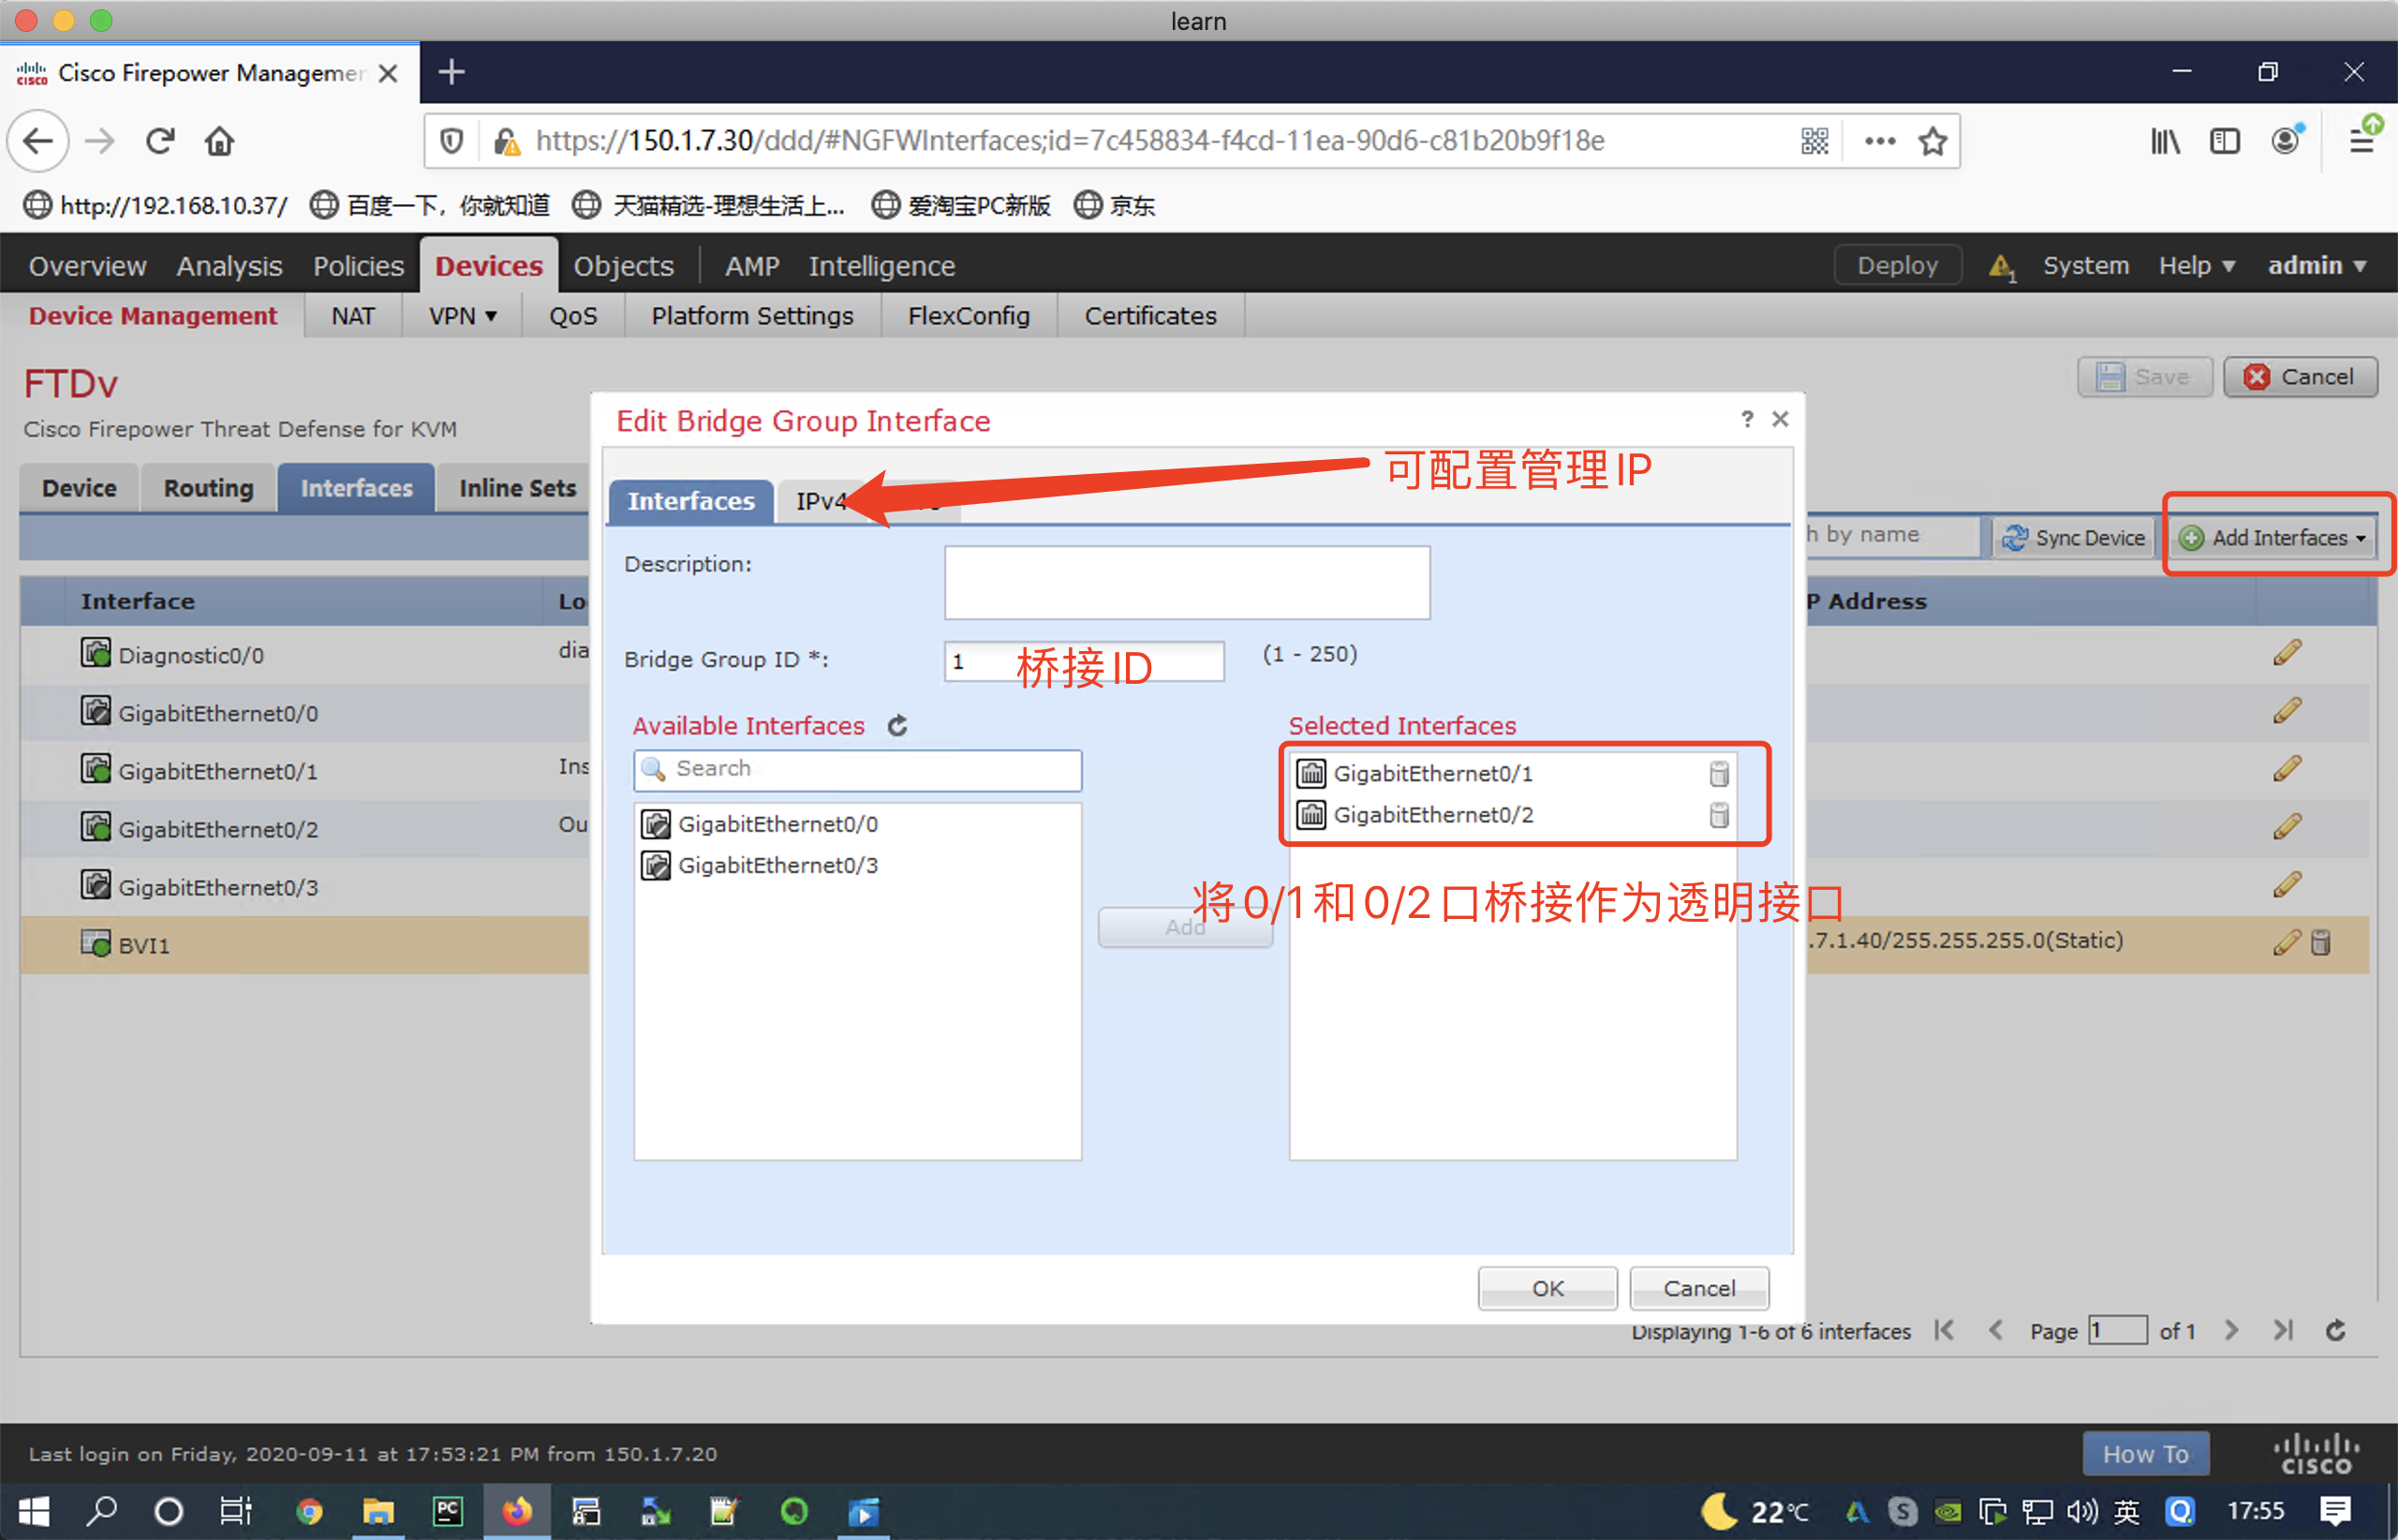 learn
Cisco Firepower Managemen
https://150.1.7.30/ddd/#NGFWInterfaces;id=7c458834-f4cd-11ea-90d6-c81b20b9f18e
http://192.168.10.37/ 百度一下，你就知道 天猫精选-理想生活上... 爱淘宝PC新版 京东
Overview Analysis Policies Devices Objects AMP Intelligence Deploy 1 System Help admin
Device Management NAT VPN QoS Platform Settings FlexConfig Certificates
FTDv
Save Cancel
Cisco Firepower Threat Defense for KVM
Device Routing Interfaces Inline Sets
h by name Sync Device Add Interfaces
Interface Lo P Address
Diagnostic0/0 dia
GigabitEthernet0/0
GigabitEthernet0/1 Ins
GigabitEthernet0/2 Ou
GigabitEthernet0/3
BVI1 .7.1.40/255.255.255.0(Static)
Edit Bridge Group Interface ?
可配置管理IP
Interfaces IPv4
Description:
Bridge Group ID *: 1 桥接ID (1 - 250)
Available Interfaces Selected Interfaces
Search
GigabitEthernet0/0
GigabitEthernet0/3
GigabitEthernet0/1
GigabitEthernet0/2
将0/1和0/2口桥接作为透明接口
Add
OK Cancel
Displaying 1-6 of 6 interfaces Page 1 of 1
Last login on Friday, 2020-09-11 at 17:53:21 PM from 150.1.7.20
How To
CISCO
PC 22℃ 英 17:55